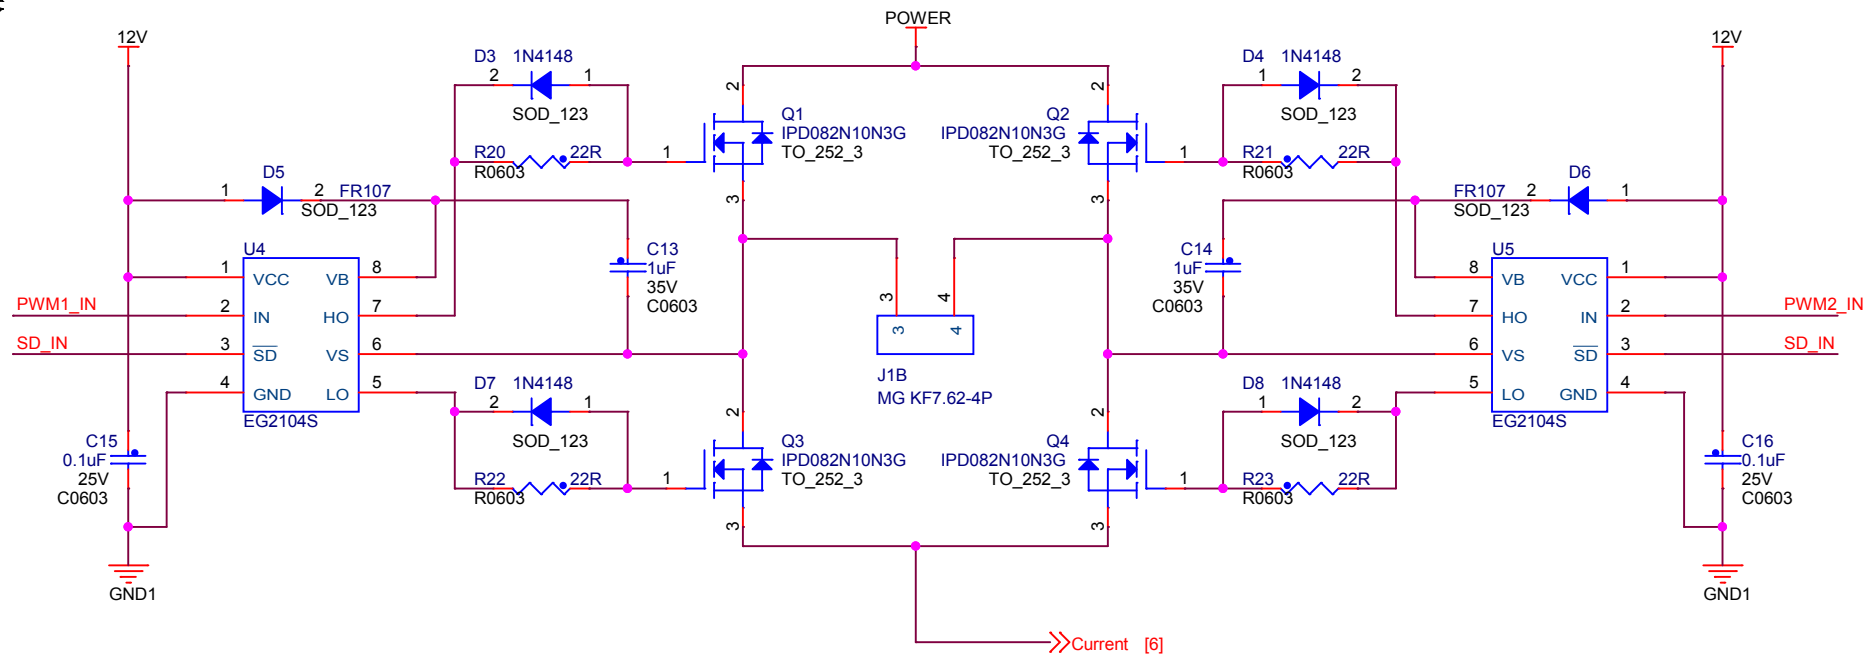 POWER
12V
D3 1N4148
2 1
SOD_123
D4 1N4148
1 2
SOD_123
12V
2
Q1
IPD082N10N3G
TO_252_3
2
Q2
IPD082N10N3G
TO_252_3
R20 22R
R0603
1
3
1
3
R21 22R
R0603
D5
1 2 FR107
SOD_123
D6
FR107 2 1
SOD_123
U4
1 VCC VB 8
PWM1_IN 2 IN HO 7
SD_IN 3 SD VS 6
4 GND LO 5
EG2104S
C13
1uF
35V
C0603
3 4
3 4
J1B
MG KF7.62-4P
C14
1uF
35V
C0603
U5
8 VB VCC 1
7 HO IN 2 PWM2_IN
6 VS SD 3 SD_IN
5 LO GND 4
EG2104S
D7 1N4148
2 1
SOD_123
D8 1N4148
1 2
SOD_123
C15
0.1uF
25V
C0603
2
Q3
IPD082N10N3G
TO_252_3
2
Q4
IPD082N10N3G
TO_252_3
C16
0.1uF
25V
C0603
R22 22R
R0603
1
3
1
3
R23 22R
R0603
GND1
GND1
Current [6]